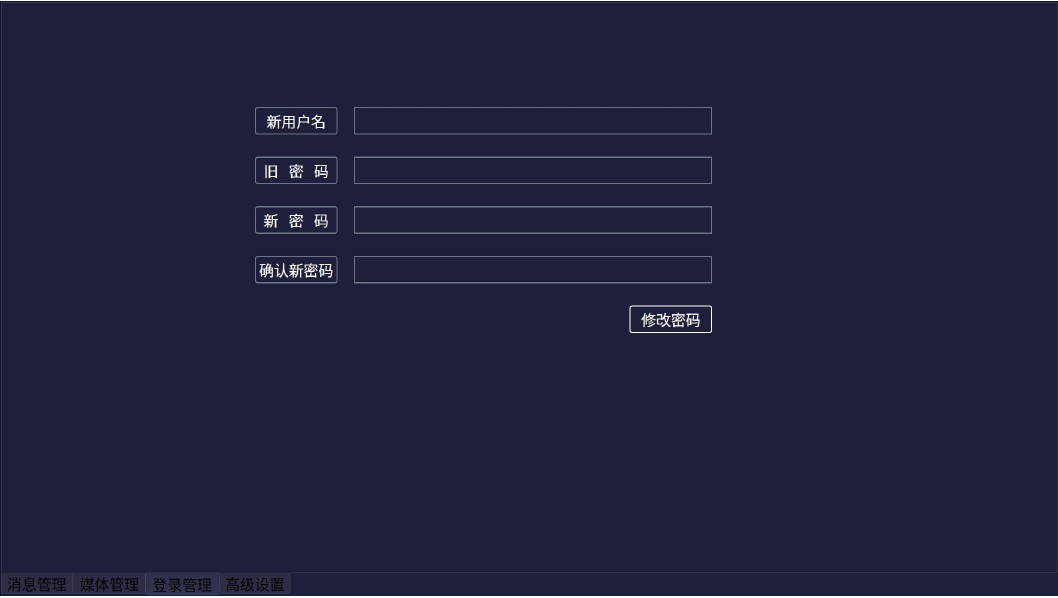 新用户名
旧 密 码
新 密 码
确认新密码
修改密码
消息管理 媒体管理 登录管理 高级设置